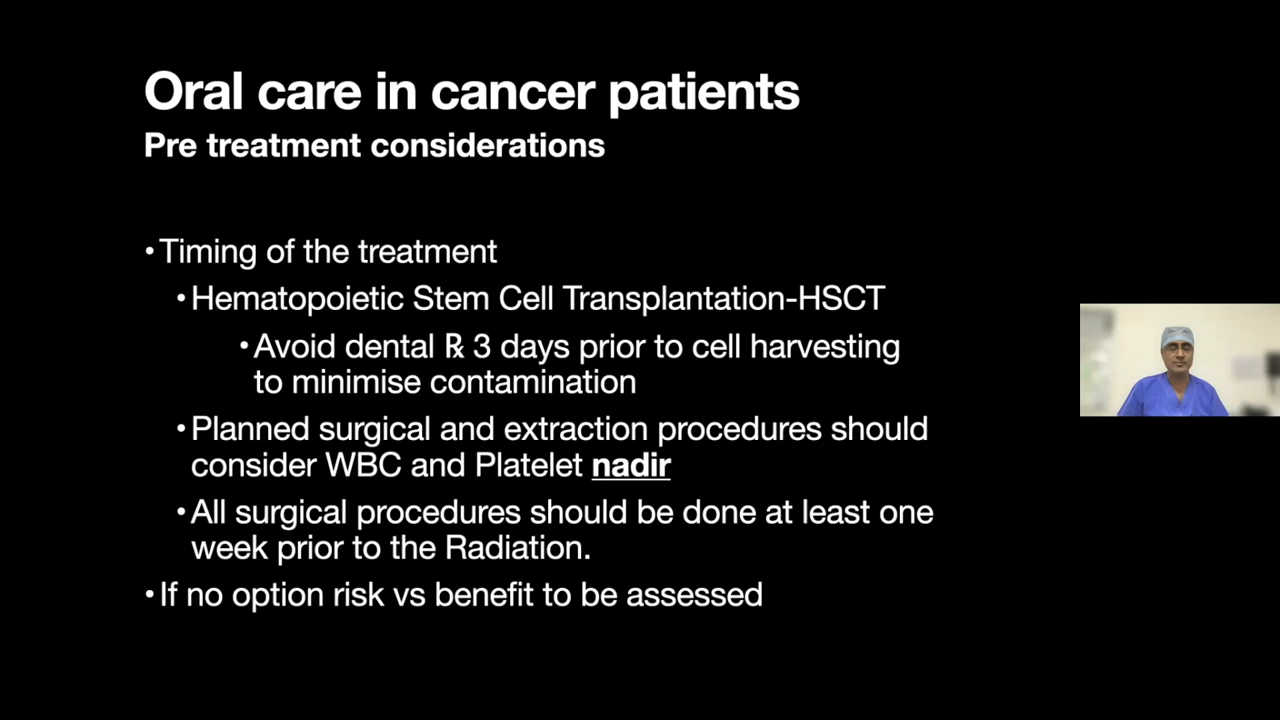 Oral care in cancer patients
Pre treatment considerations
•Timing of the treatment
•Hematopoietic Stem Cell Transplantation-HSCT
•Avoid dental ℞ 3 days prior to cell harvesting
to minimise contamination
•Planned surgical and extraction procedures should
consider WBC and Platelet nadir
•All surgical procedures should be done at least one
week prior to the Radiation.
•If no option risk vs benefit to be assessed